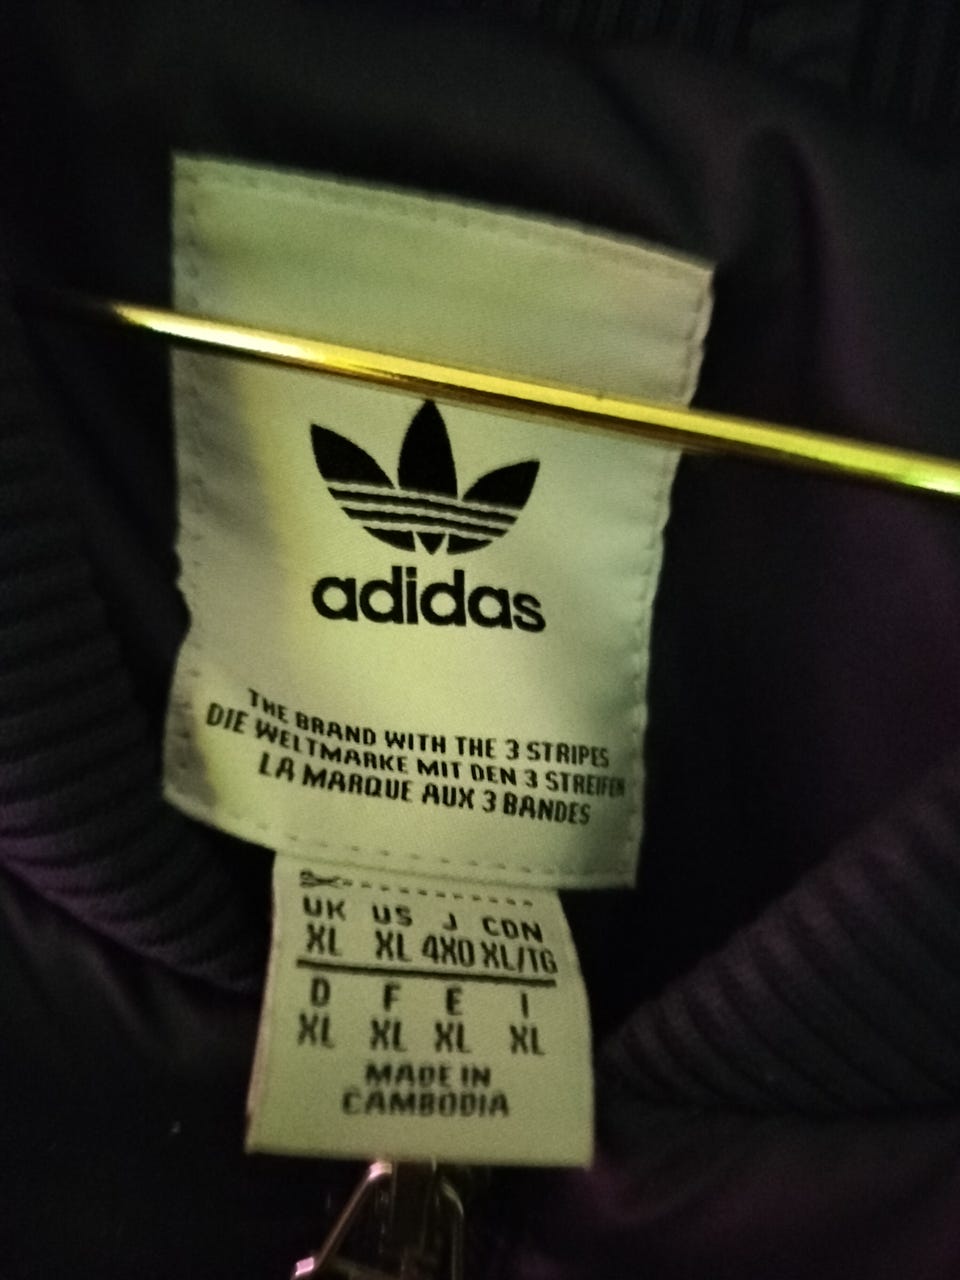 adidas
THE BRAND WITH THE 3 STRIPES
DIE WELTMARKE MIT DEN 3 STREIFEN
LA MARQUE AUX 3 BANDES
UK US J CDN
XL XL 4XO XL/TG
D F E I
XL XL XL XL
MADE IN
CAMBODIA